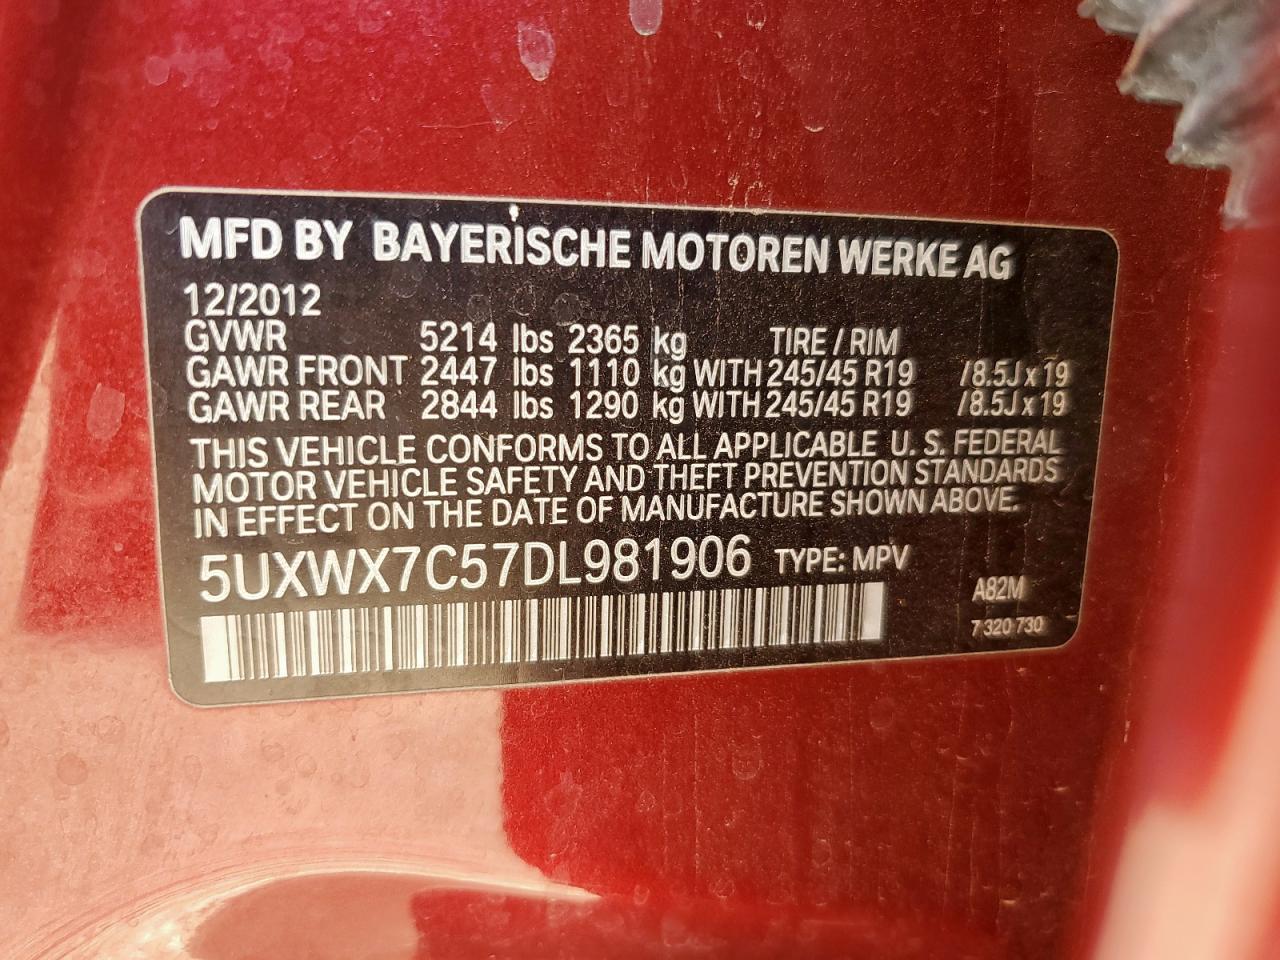 MFD BY BAYERISCHE MOTOREN WERKE AG
12/2012
GVWR 5214 lbs 2365 kg TIRE / RIM
GAWR FRONT 2447 lbs 1110 kg WITH 245/45 R19 /8.5J x 19
GAWR REAR 2844 lbs 1290 kg WITH 245/45 R19 /8.5J x 19
THIS VEHICLE CONFORMS TO ALL APPLICABLE U. S. FEDERAL
MOTOR VEHICLE SAFETY AND THEFT PREVENTION STANDARDS
IN EFFECT ON THE DATE OF MANUFACTURE SHOWN ABOVE.
5UXWX7C57DL981906 TYPE: MPV
A82M
7 320 730